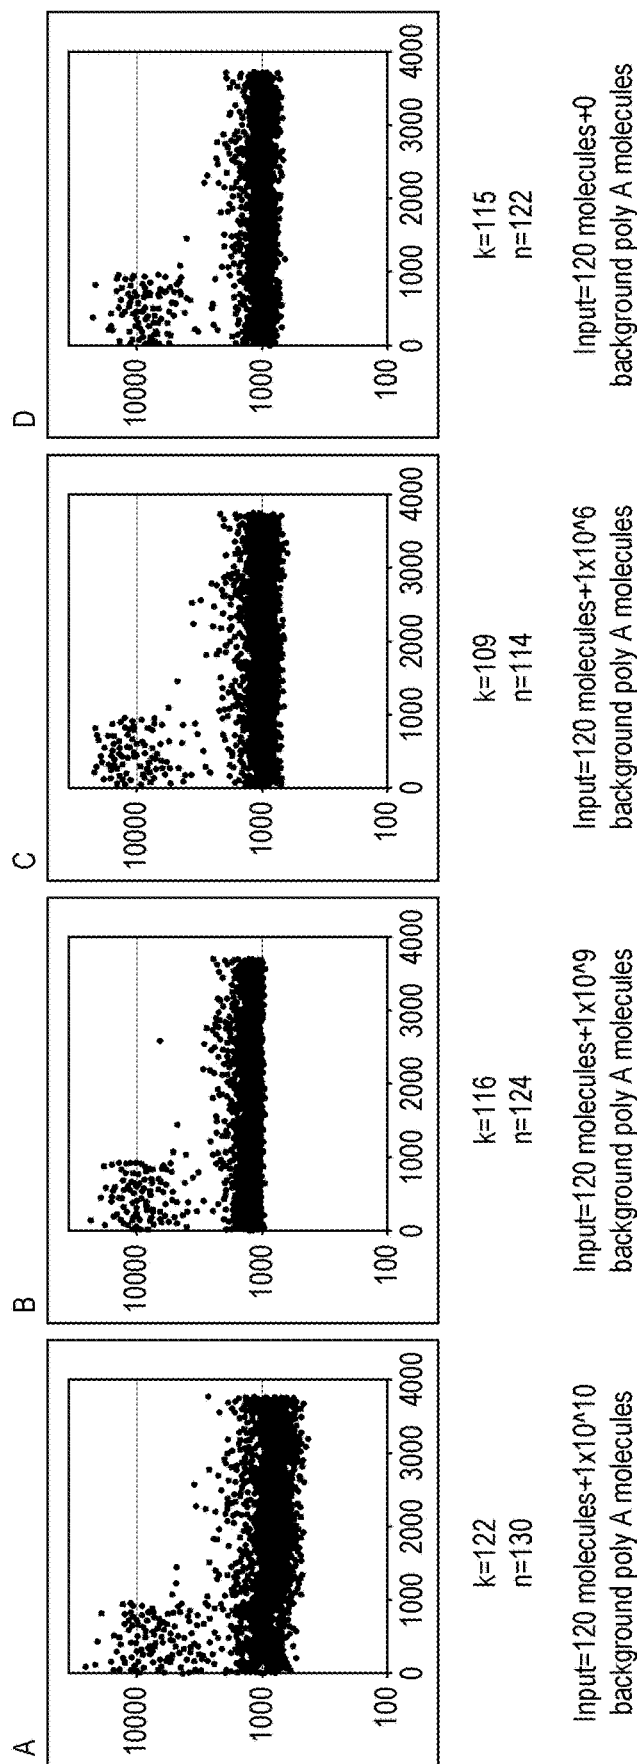 A
10000
1000
100
0
1000
2000
3000
4000
k=122
n=130
Input=120 molecules+1x10^10
background poly A molecules
B
10000
1000
100
0
1000
2000
3000
4000
k=116
n=124
Input=120 molecules+1x10^9
background poly A molecules
C
10000
1000
100
0
1000
2000
3000
4000
k=109
n=114
Input=120 molecules+1x10^6
background poly A molecules
D
10000
1000
100
0
1000
2000
3000
4000
k=115
n=122
Input=120 molecules+0
background poly A molecules